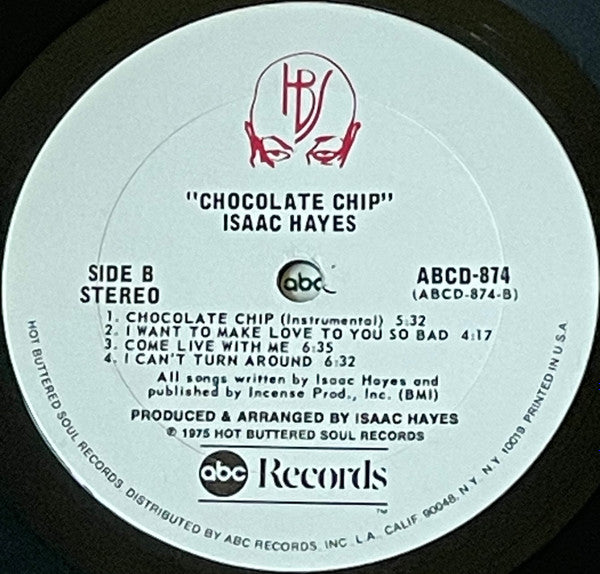 HBS
"CHOCOLATE CHIP"
ISAAC HAYES
SIDE B
STEREO
abc
ABCD-874
(ABCD-874-B)
1. CHOCOLATE CHIP (Instrumental) 5:32
2. I WANT TO MAKE LOVE TO YOU SO BAD 4:17
3. COME LIVE WITH ME 6:35
4. I CAN'T TURN AROUND 6:32
All songs written by Isaac Hayes and
published by Incense Prod., Inc. (BMI)
PRODUCED & ARRANGED BY ISAAC HAYES
℗ 1975 HOT BUTTERED SOUL RECORDS
abc Records
™
HOT BUTTERED SOUL RECORDS. DISTRIBUTED BY ABC RECORDS, INC. L.A., CALIF. 90048, N.Y. N.Y. 10019 PRINTED IN U.S.A.